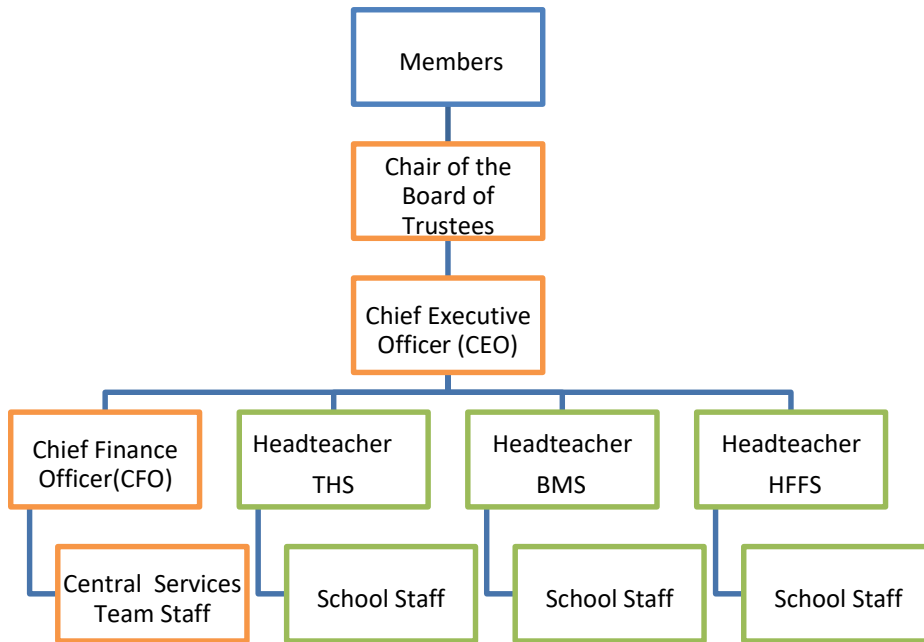 Members
Chair of the
Board of
Trustees
Chief Executive
Officer (CEO)
Chief Finance
Officer(CFO)
Headteacher
THS
Headteacher
BMS
Headteacher
HFFS
Central Services
Team Staff
School Staff
School Staff
School Staff